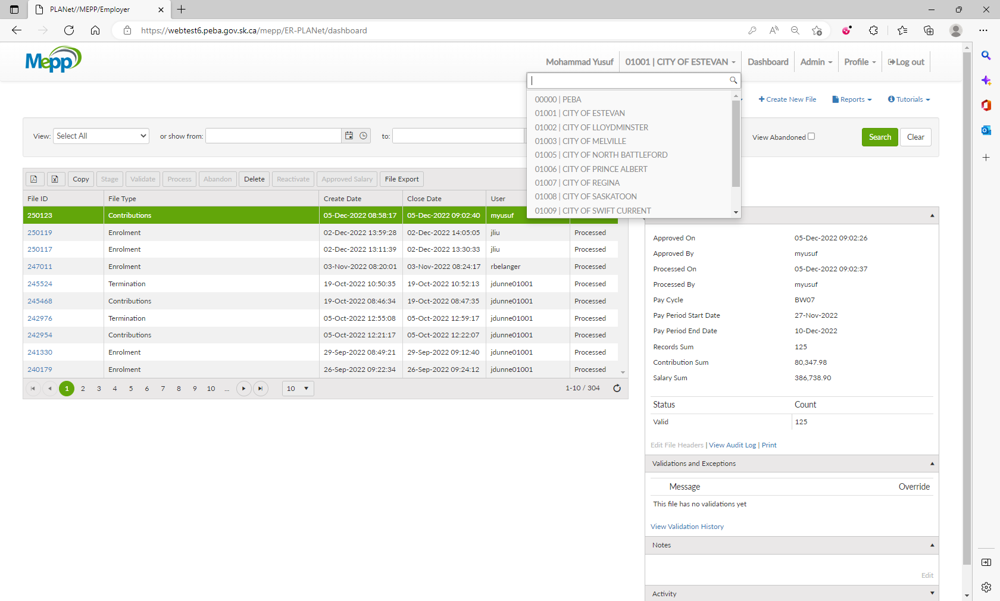 PLANet//MEPP/Employer
https://webtest6.peba.gov.sk.ca/mepp/ER-PLANet/dashboard
Mepp
Mohammad Yusuf
01001 | CITY OF ESTEVAN
Dashboard
Admin
Profile
Log out
00000 | PEBA
01001 | CITY OF ESTEVAN
01002 | CITY OF LLOYDMINSTER
01003 | CITY OF MELVILLE
01005 | CITY OF NORTH BATTLEFORD
01006 | CITY OF PRINCE ALBERT
01007 | CITY OF REGINA
01008 | CITY OF SASKATOON
01009 | CITY OF SWIFT CURRENT
Create New File
Reports
Tutorials
View: Select All or show from: to: View Abandoned Search Clear
Copy Stage Validate Process Abandon Delete Reactivate Approved Salary File Export
File ID File Type Create Date Close Date User
250123 Contributions 05-Dec-2022 08:58:17 05-Dec-2022 09:02:40 myusuf
250119 Enrolment 02-Dec-2022 13:59:28 02-Dec-2022 14:05:05 jliu Processed
250117 Enrolment 02-Dec-2022 13:11:39 02-Dec-2022 13:30:33 jliu Processed
247011 Enrolment 03-Nov-2022 08:20:01 03-Nov-2022 08:24:17 rbelanger Processed
245524 Termination 19-Oct-2022 10:50:35 19-Oct-2022 10:52:13 jdunne01001 Processed
245468 Contributions 19-Oct-2022 08:46:34 19-Oct-2022 08:47:35 jdunne01001 Processed
242976 Termination 05-Oct-2022 12:55:08 05-Oct-2022 12:59:17 jdunne01001 Processed
242954 Contributions 05-Oct-2022 12:21:17 05-Oct-2022 12:22:07 jdunne01001 Processed
241330 Enrolment 29-Sep-2022 08:49:21 29-Sep-2022 09:12:40 jdunne01001 Processed
240179 Enrolment 26-Sep-2022 09:22:34 26-Sep-2022 09:24:12 jdunne01001 Processed
1 2 3 4 5 6 7 8 9 10 ... 10 1-10 / 304
Approved On 05-Dec-2022 09:02:26
Approved By myusuf
Processed On 05-Dec-2022 09:02:37
Processed By myusuf
Pay Cycle BW07
Pay Period Start Date 27-Nov-2022
Pay Period End Date 10-Dec-2022
Records Sum 125
Contribution Sum 80,347.98
Salary Sum 386,738.90
Status Count
Valid 125
Edit File Headers | View Audit Log | Print
Validations and Exceptions
Message Override
This file has no validations yet
View Validation History
Notes
Edit
Activity